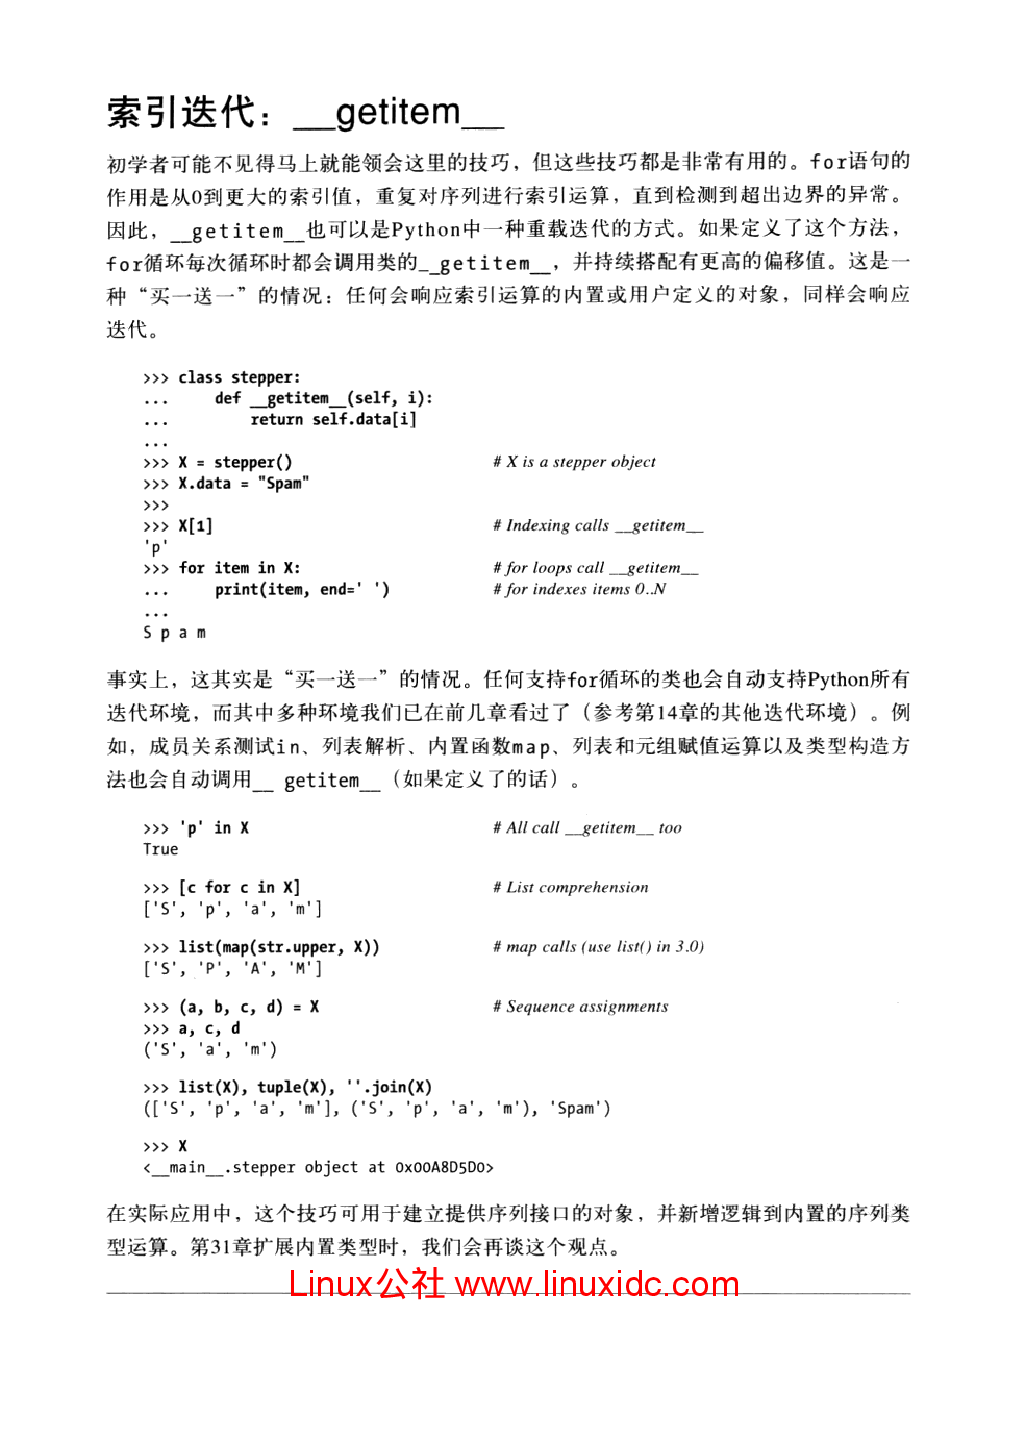 索引迭代：__getitem__
初学者可能不见得马上就能领会这里的技巧，但这些技巧都是非常有用的。for语句的
作用是从0到更大的索引值，重复对序列进行索引运算，直到检测到超出边界的异常。
因此，__getitem__也可以是Python中一种重载迭代的方式。如果定义了这个方法，
for循环每次循环时都会调用类的__getitem__，并持续搭配有更高的偏移值。这是一
种“买一送一”的情况：任何会响应索引运算的内置或用户定义的对象，同样会响应
迭代。
>>> class stepper:
...     def __getitem__(self, i):
...         return self.data[i]
...
>>> X = stepper() # X is a stepper object
>>> X.data = "Spam"
>>>
>>> X[1] # Indexing calls __getitem__
'p'
>>> for item in X: # for loops call __getitem__
...     print(item, end=' ') # for indexes items 0..N
...
S p a m
事实上，这其实是“买一送一”的情况。任何支持for循环的类也会自动支持Python所有
迭代环境，而其中多种环境我们已在前几章看过了（参考第14章的其他迭代环境）。例
如，成员关系测试in、列表解析、内置函数map、列表和元组赋值运算以及类型构造方
法也会自动调用__ getitem__（如果定义了的话）。
>>> 'p' in X # All call __getitem__ too
True
>>> [c for c in X] # List comprehension
['S', 'p', 'a', 'm']
>>> list(map(str.upper, X)) # map calls (use list() in 3.0)
['S', 'P', 'A', 'M']
>>> (a, b, c, d) = X # Sequence assignments
>>> a, c, d
('S', 'a', 'm')
>>> list(X), tuple(X), ''.join(X)
(['S', 'p', 'a', 'm'], ('S', 'p', 'a', 'm'), 'Spam')
>>> X
<__main__.stepper object at 0x00A8D5D0>
在实际应用中，这个技巧可用于建立提供序列接口的对象，并新增逻辑到内置的序列类
型运算。第31章扩展内置类型时，我们会再谈这个观点。
Linux公社 www.linuxidc.com